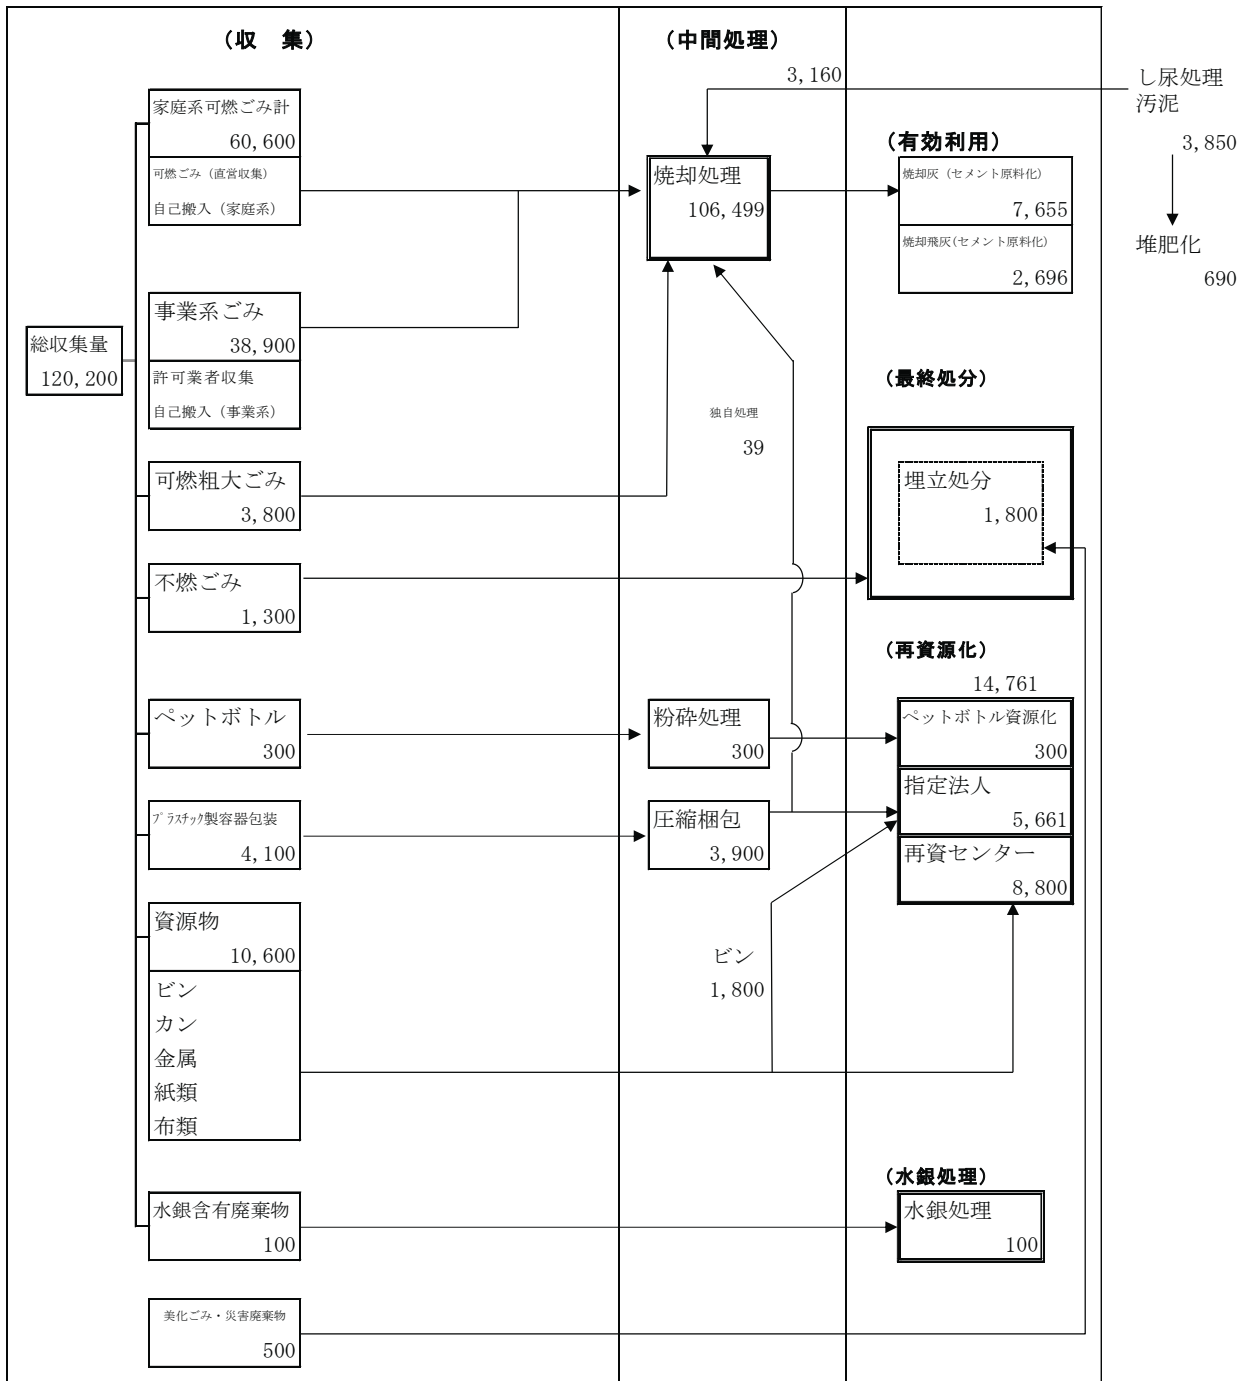 （収　集）
（中間処理）
3,160
し尿処理
汚泥
3,850
堆肥化
690
総収集量
120,200
家庭系可燃ごみ計
60,600
可燃ごみ（直営収集）
自己搬入（家庭系）
事業系ごみ
38,900
許可業者収集
自己搬入（事業系）
可燃粗大ごみ
3,800
不燃ごみ
1,300
ペットボトル
300
ﾌﾟﾗｽﾁｯｸ製容器包装
4,100
資源物
10,600
ビン
カン
金属
紙類
布類
水銀含有廃棄物
100
美化ごみ・災害廃棄物
500
焼却処理
106,499
独自処理
39
粉砕処理
300
圧縮梱包
3,900
ビン
1,800
（有効利用）
焼却灰（セメント原料化）
7,655
焼却飛灰(セメント原料化)
2,696
（最終処分）
埋立処分
1,800
（再資源化）
14,761
ペットボトル資源化
300
指定法人
5,661
再資センター
8,800
（水銀処理）
水銀処理
100